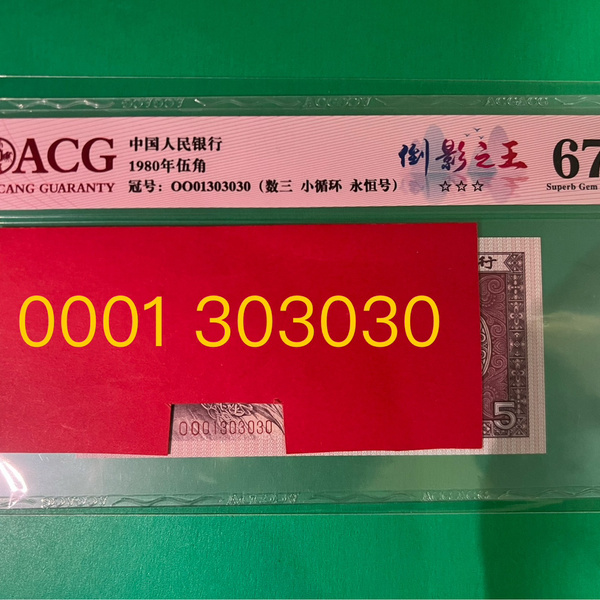 ACG
CANG GUARANTY
中国人民银行
1980年伍角
冠号：OO01303030（数三 小循环 永恒号）
倒影之王
☆☆☆
67
Superb Gem
行
0001 303030
OO01303030
5